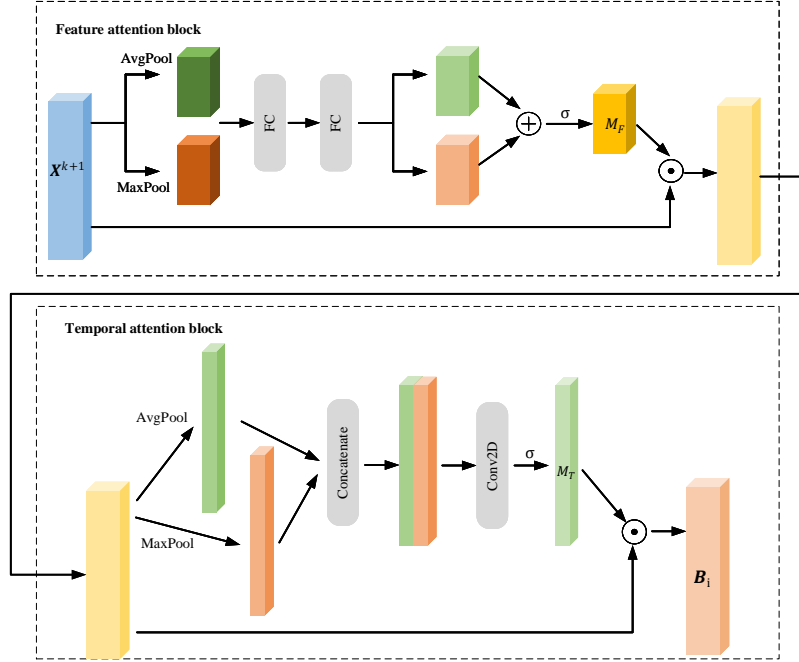 Feature attention block
AvgPool
X^{k+1}
MaxPool
FC
FC
+
σ
M_F
Temporal attention block
AvgPool
MaxPool
Concatenate
Conv2D
σ
M_T
B_i